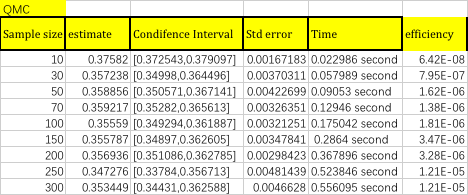 QMC
Sample size estimate Condifence Interval Std error Time efficiency
10 0.37582 [0.372543,0.379097] 0.00167183 0.022986 second 6.42E-08
30 0.357238 [0.34998,0.364496] 0.00370311 0.057989 second 7.95E-07
50 0.358856 [0.350571,0.367141] 0.00422699 0.09053 second 1.62E-06
70 0.359217 [0.35282,0.365613] 0.00326351 0.12946 second 1.38E-06
100 0.35559 [0.349294,0.361887] 0.00321251 0.175042 second 1.81E-06
150 0.355787 [0.34897,0.362605] 0.00347841 0.2864 second 3.47E-06
200 0.356936 [0.351086,0.362785] 0.00298423 0.367896 second 3.28E-06
250 0.347276 [0.33784,0.356713] 0.00481439 0.523846 second 1.21E-05
300 0.353449 [0.34431,0.362588] 0.0046628 0.556095 second 1.21E-05